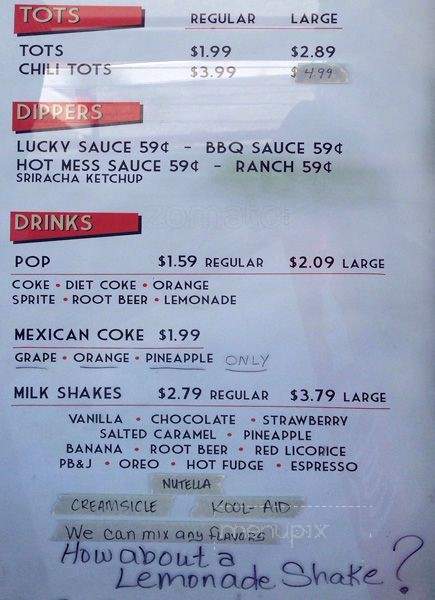 TOTS REGULAR LARGE
TOTS $1.99 $2.89
CHILI TOTS $3.99 $4.99
DIPPERS
LUCKY SAUCE 59¢ - BBQ SAUCE 59¢
HOT MESS SAUCE 59¢ - RANCH 59¢
SRIRACHA KETCHUP
zomato
DRINKS
POP $1.59 REGULAR $2.09 LARGE
COKE • DIET COKE • ORANGE
SPRITE • ROOT BEER • LEMONADE
MEXICAN COKE $1.99
GRAPE • ORANGE • PINEAPPLE ONLY
MILK SHAKES $2.79 REGULAR $3.79 LARGE
VANILLA • CHOCOLATE • STRAWBERRY
SALTED CARAMEL • PINEAPPLE
BANANA • ROOT BEER • RED LICORICE
PB&J • OREO • HOT FUDGE • ESPRESSO
NUTELLA
CREAMSICLE KOOL-AID
We can mix any FLAVORS
menupix
How about a
Lemonade Shake?